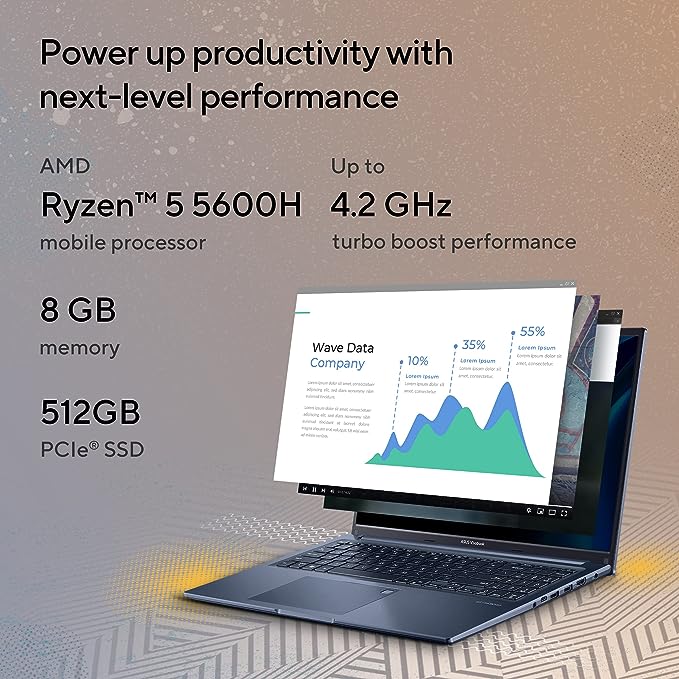 Power up productivity with
next-level performance
AMD
Ryzen™ 5 5600H
mobile processor
Up to
4.2 GHz
turbo boost performance
8 GB
memory
512GB
PCIe® SSD
Wave Data
Company
10%
Lorem Ipsum
35%
Lorem Ipsum
55%
Lorem Ipsum
ASUS Vivobook